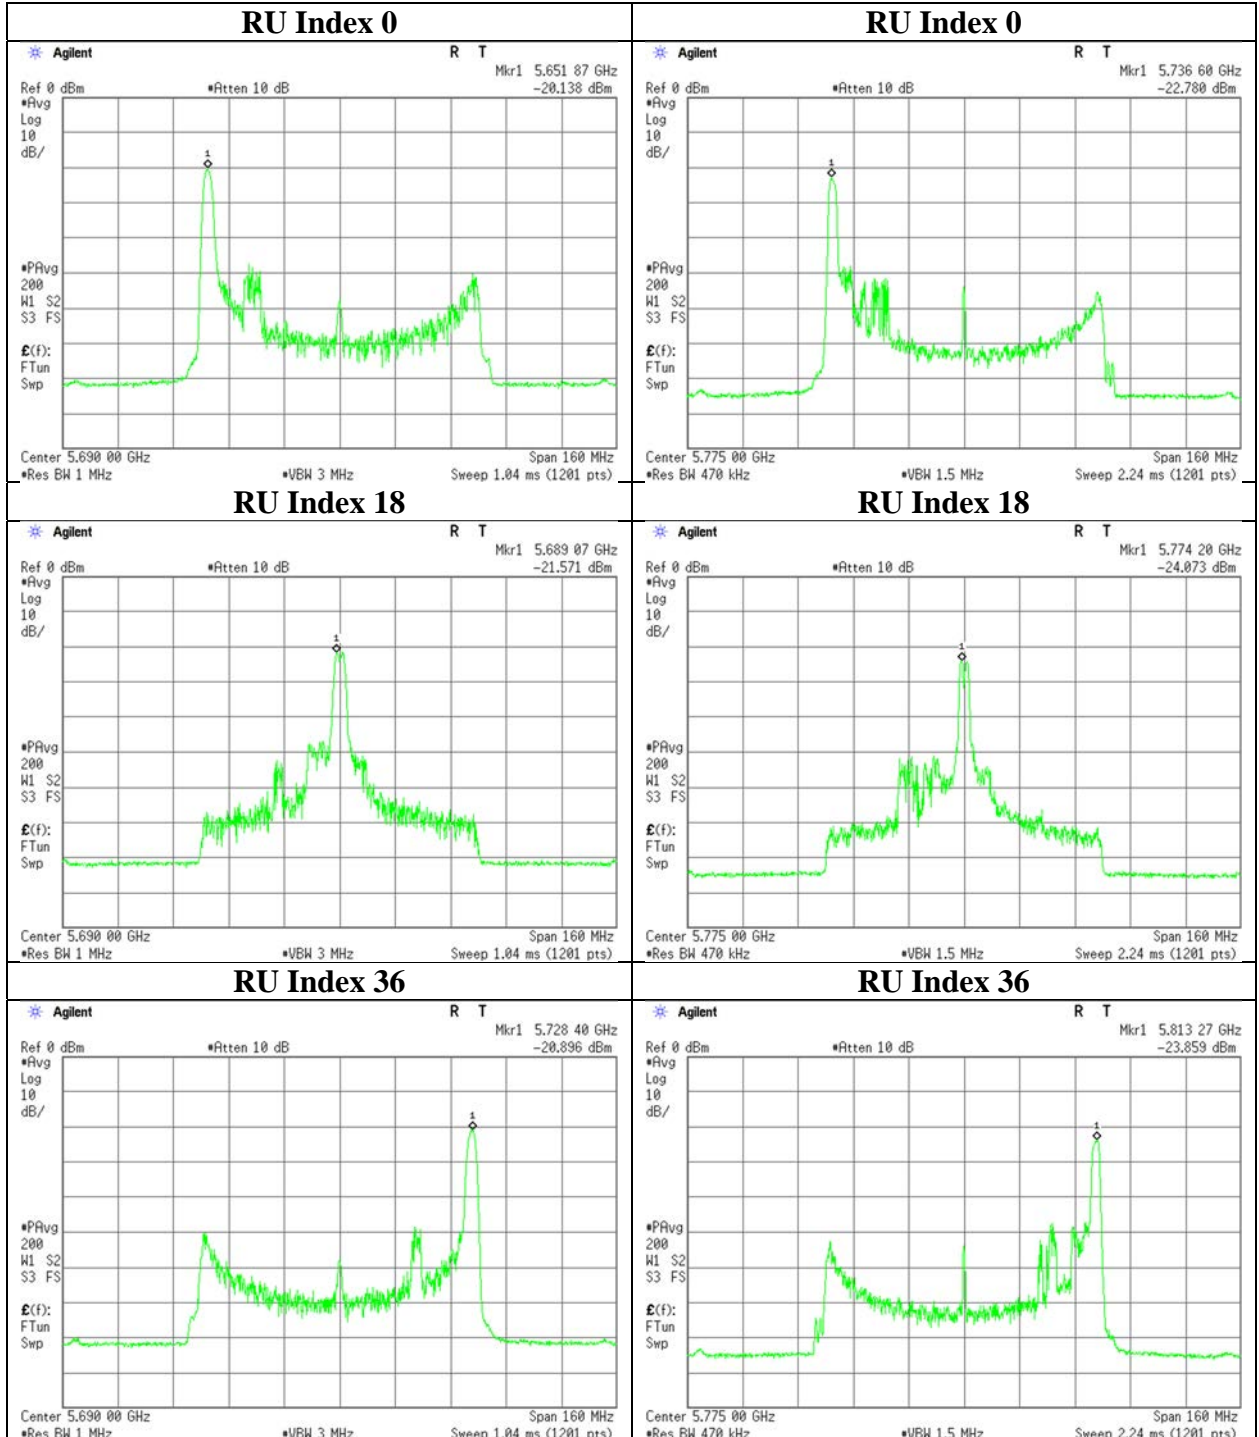 RU Index 0
Agilent R T
Mkr1 5.651 87 GHz
Ref 0 dBm #Atten 10 dB -20.138 dBm
#Avg
Log
10
dB/
1
#PAvg
200
W1 S2
S3 FS
£(f):
FTun
Swp
Center 5.690 00 GHz Span 160 MHz
#Res BW 1 MHz #VBW 3 MHz Sweep 1.04 ms (1201 pts)
RU Index 0
Agilent R T
Mkr1 5.736 60 GHz
Ref 0 dBm #Atten 10 dB -22.780 dBm
#Avg
Log
10
dB/
1
#PAvg
200
W1 S2
S3 FS
£(f):
FTun
Swp
Center 5.775 00 GHz Span 160 MHz
#Res BW 470 kHz #VBW 1.5 MHz Sweep 2.24 ms (1201 pts)
RU Index 18
Agilent R T
Mkr1 5.689 07 GHz
Ref 0 dBm #Atten 10 dB -21.571 dBm
#Avg
Log
10
dB/
1
#PAvg
200
W1 S2
S3 FS
£(f):
FTun
Swp
Center 5.690 00 GHz Span 160 MHz
#Res BW 1 MHz #VBW 3 MHz Sweep 1.04 ms (1201 pts)
RU Index 18
Agilent R T
Mkr1 5.774 20 GHz
Ref 0 dBm #Atten 10 dB -24.073 dBm
#Avg
Log
10
dB/
1
#PAvg
200
W1 S2
S3 FS
£(f):
FTun
Swp
Center 5.775 00 GHz Span 160 MHz
#Res BW 470 kHz #VBW 1.5 MHz Sweep 2.24 ms (1201 pts)
RU Index 36
Agilent R T
Mkr1 5.728 40 GHz
Ref 0 dBm #Atten 10 dB -20.896 dBm
#Avg
Log
10
dB/
1
#PAvg
200
W1 S2
S3 FS
£(f):
FTun
Swp
Center 5.690 00 GHz Span 160 MHz
#Res BW 1 MHz #VBW 3 MHz Sweep 1.04 ms (1201 pts)
RU Index 36
Agilent R T
Mkr1 5.813 27 GHz
Ref 0 dBm #Atten 10 dB -23.859 dBm
#Avg
Log
10
dB/
1
#PAvg
200
W1 S2
S3 FS
£(f):
FTun
Swp
Center 5.775 00 GHz Span 160 MHz
#Res BW 470 kHz #VBW 1.5 MHz Sweep 2.24 ms (1201 pts)